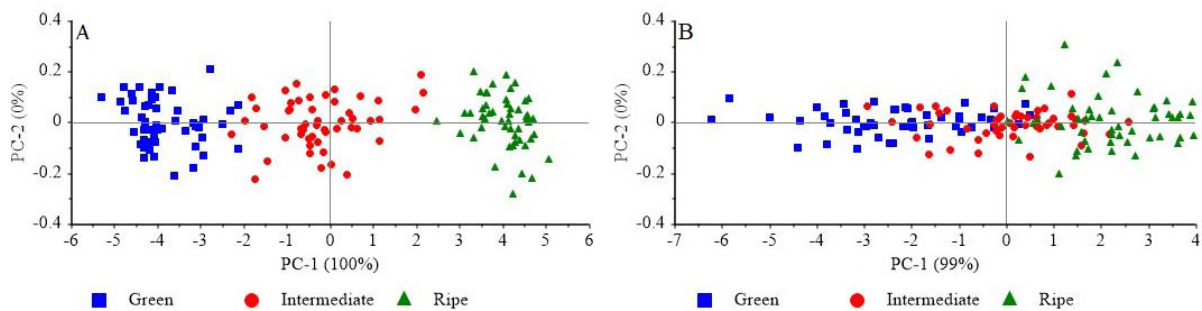 A
0.4
0.2
0
-0.2
-0.4
PC-2 (0%)
-6 -5 -4 -3 -2 -1 0 1 2 3 4 5 6
PC-1 (100%)
Green Intermediate Ripe
B
0.4
0.2
0
-0.2
-0.4
PC-2 (0%)
-7 -6 -5 -4 -3 -2 -1 0 1 2 3 4
PC-1 (99%)
Green Intermediate Ripe